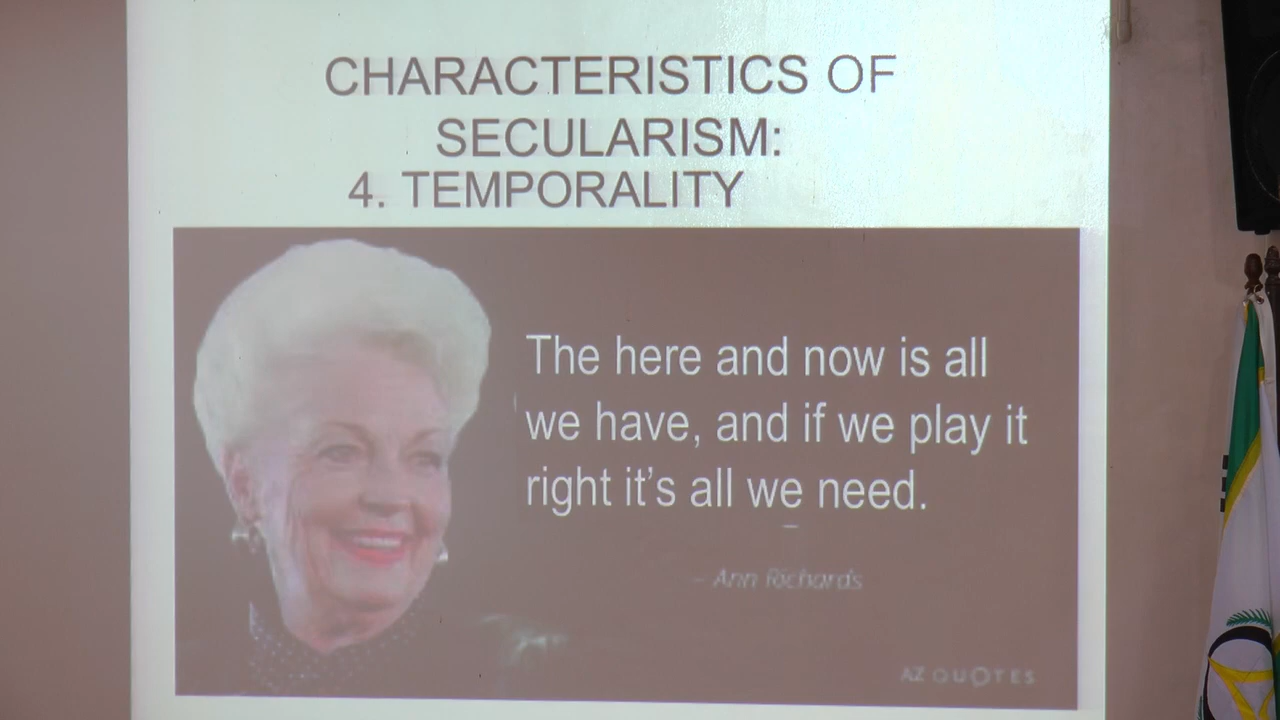 CHARACTERISTICS OF
SECULARISM:
4. TEMPORALITY
The here and now is all
we have, and if we play it
right it's all we need.
– Ann Richards
AZ QUOTES